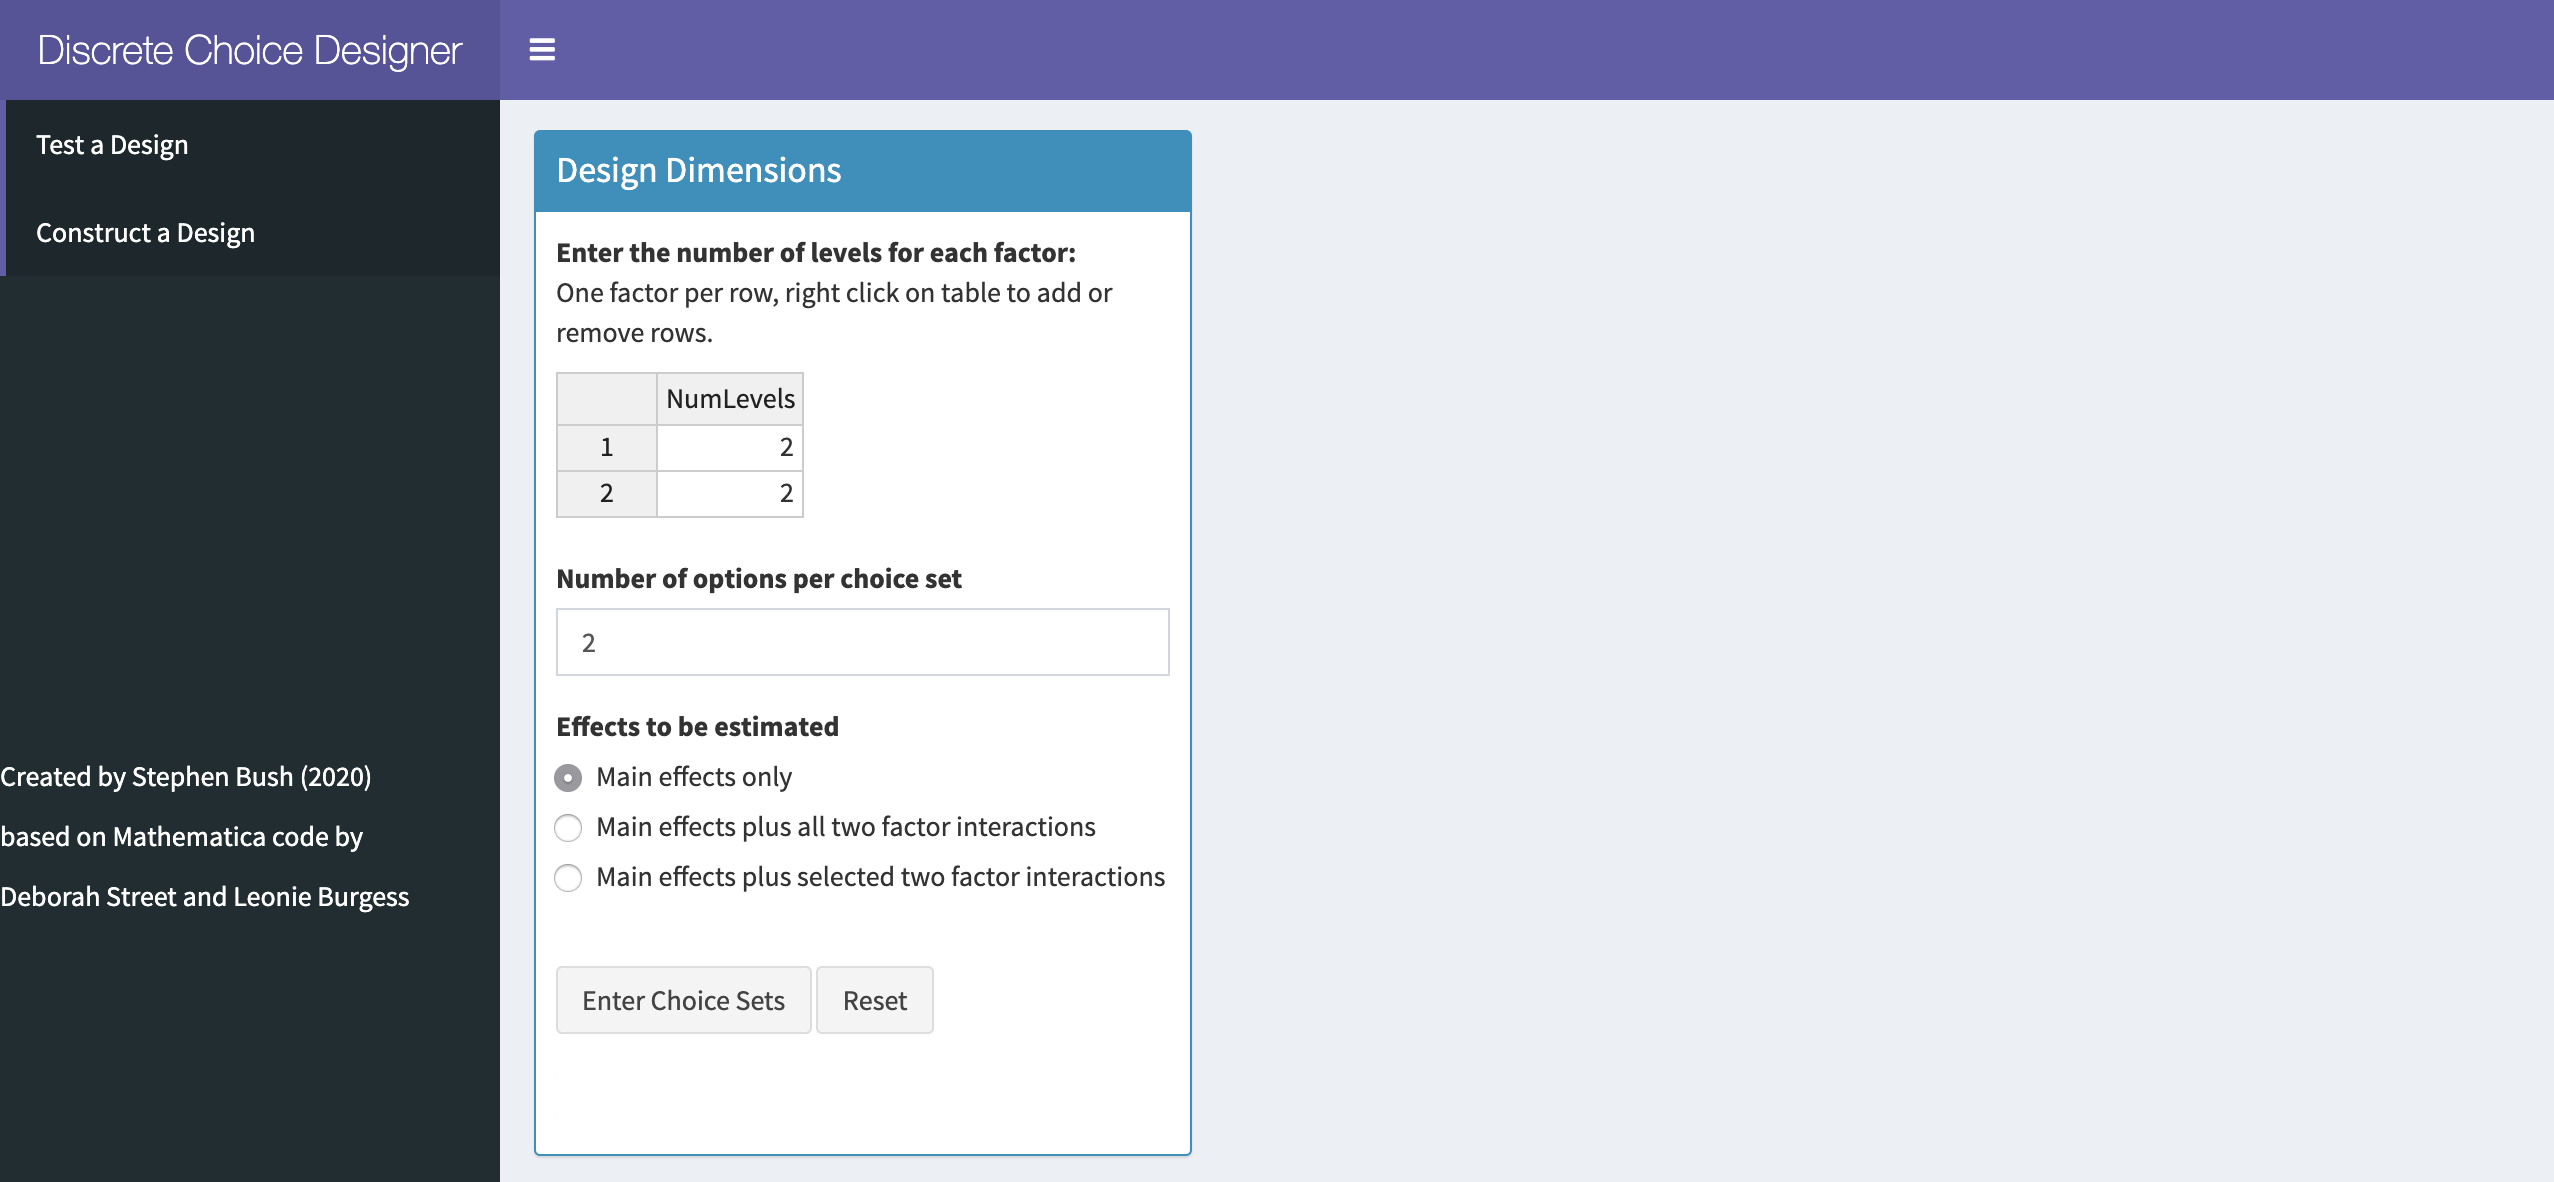 Discrete Choice Designer
Test a Design
Construct a Design
Created by Stephen Bush (2020)
based on Mathematica code by
Deborah Street and Leonie Burgess
Design Dimensions
Enter the number of levels for each factor:
One factor per row, right click on table to add or
remove rows.
NumLevels
1 2
2 2
Number of options per choice set
2
Effects to be estimated
Main effects only
Main effects plus all two factor interactions
Main effects plus selected two factor interactions
Enter Choice Sets Reset